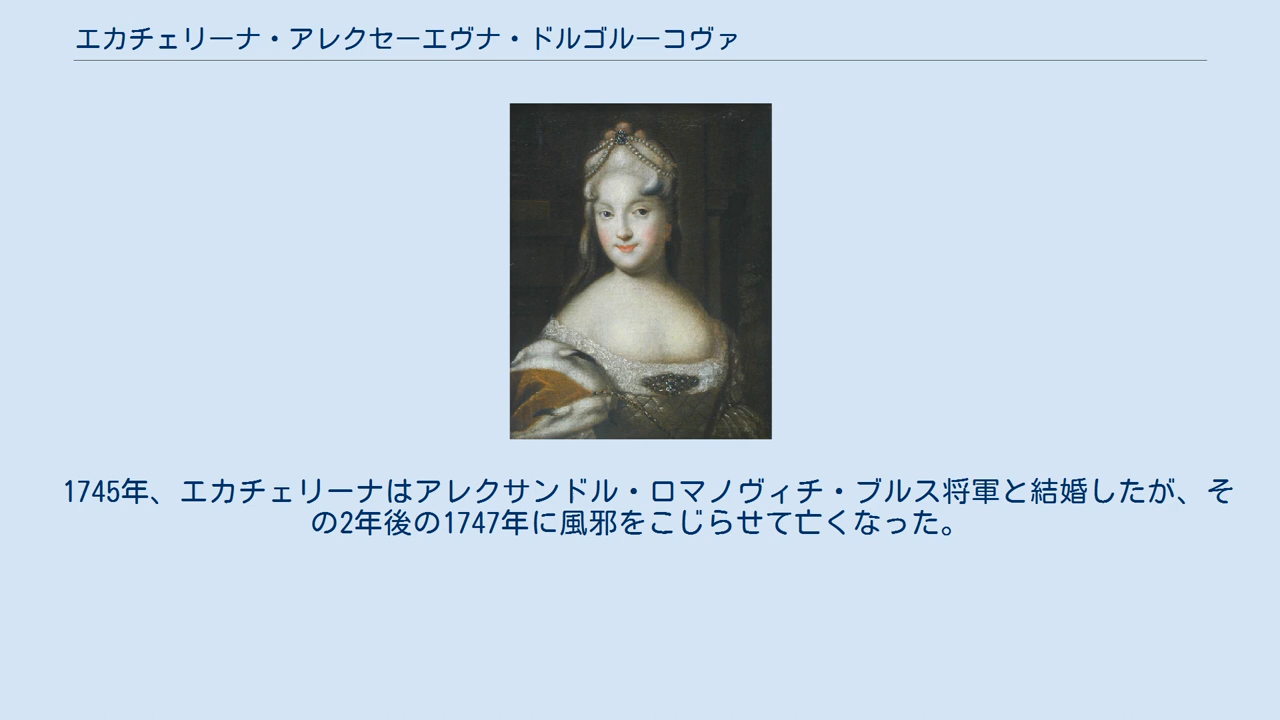 エカチェリーナ・アレクセーエヴナ・ドルゴルーコヴァ
1745年、エカチェリーナはアレクサンドル・ロマノヴィチ・ブルス将軍と結婚したが、そ
の2年後の1747年に風邪をこじらせて亡くなった。